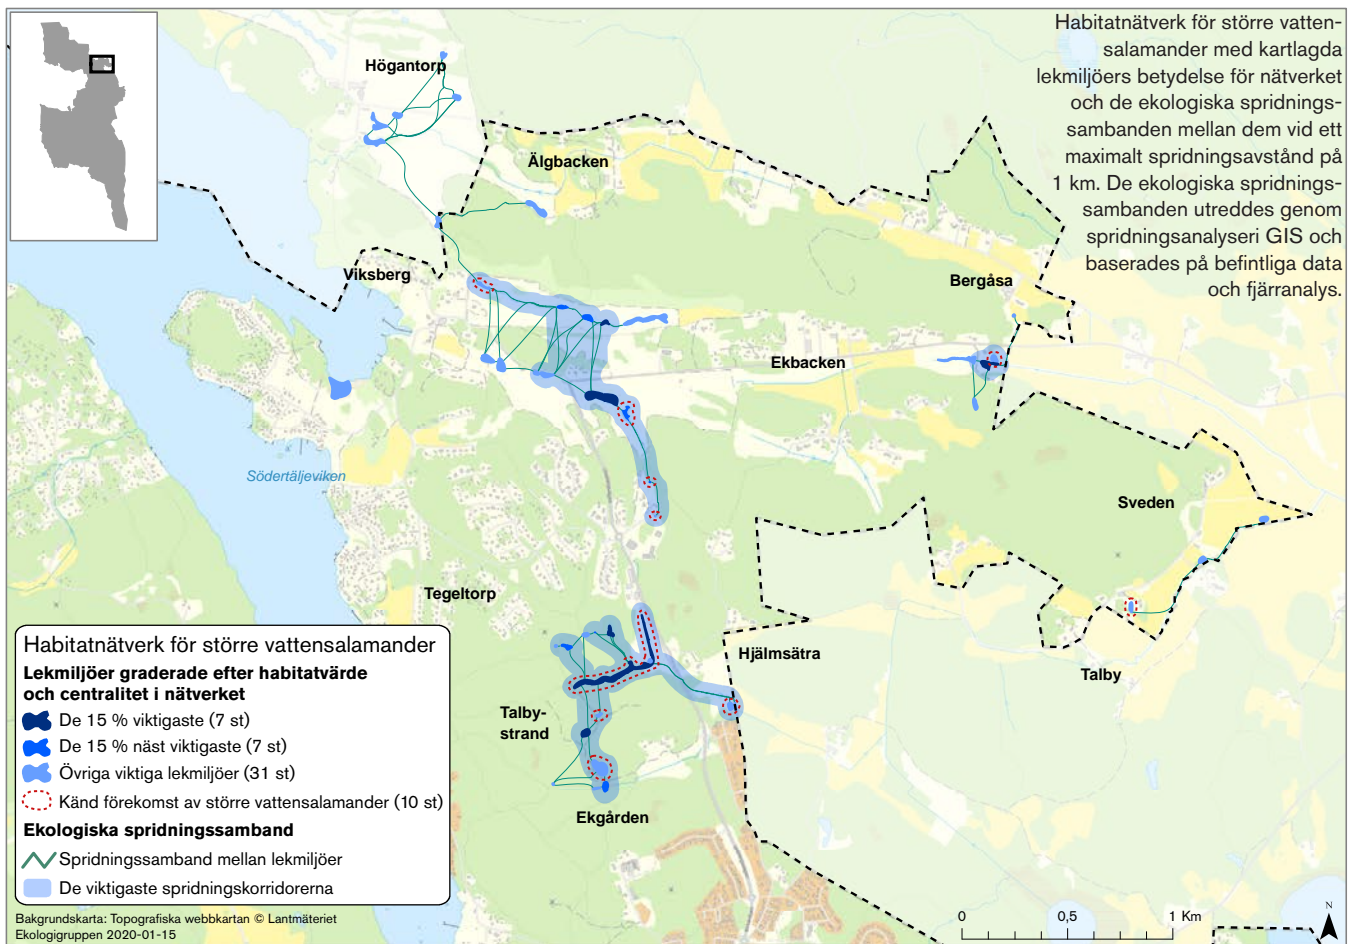 Habitatnätverk för större vatten-
salamander med kartlagda
lekmiljöers betydelse för nätverket
och de ekologiska spridnings-
sambanden mellan dem vid ett
maximalt spridningsavstånd på
1 km. De ekologiska spridnings-
sambanden utreddes genom
spridningsanalyseri GIS och
baserades på befintliga data
och fjärranalys.
Högantorp
Älgbacken
Viksberg
Bergåsa
Ekbacken
Södertäljeviken
Sveden
Tegeltorp
Hjälmsätra
Talby
Talby-
strand
Ekgården
Habitatnätverk för större vattensalamander
Lekmiljöer graderade efter habitatvärde
och centralitet i nätverket
De 15 % viktigaste (7 st)
De 15 % näst viktigaste (7 st)
Övriga viktiga lekmiljöer (31 st)
Känd förekomst av större vattensalamander (10 st)
Ekologiska spridningssamband
Spridningssamband mellan lekmiljöer
De viktigaste spridningskorridorerna
Bakgrundskarta: Topografiska webbkartan © Lantmäteriet
Ekologigruppen 2020-01-15
0 0,5 1 Km
N